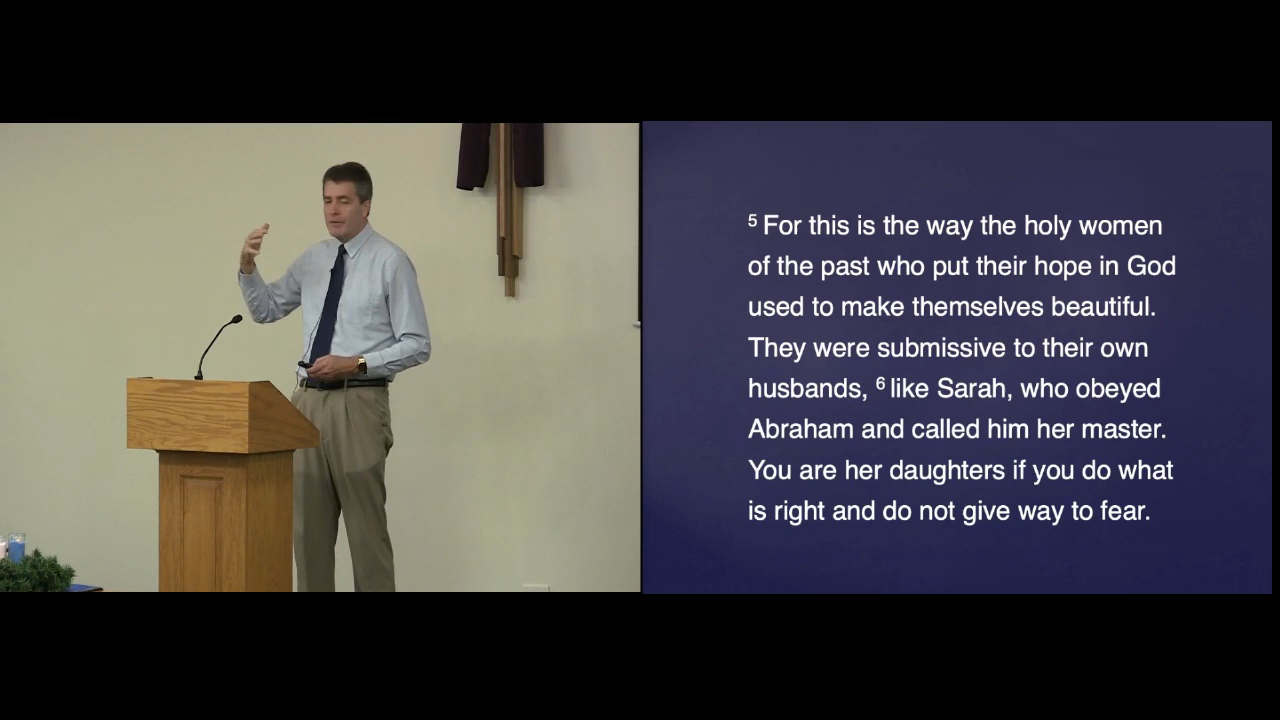 5 For this is the way the holy women
of the past who put their hope in God
used to make themselves beautiful.
They were submissive to their own
husbands, 6 like Sarah, who obeyed
Abraham and called him her master.
You are her daughters if you do what
is right and do not give way to fear.